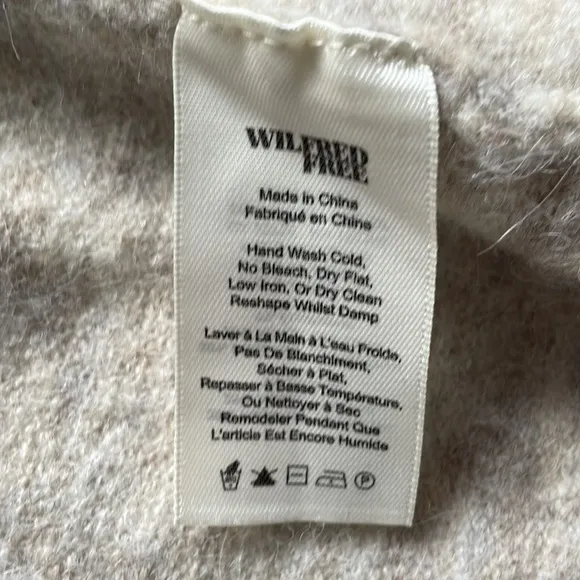 WILFRED
FREE
Made in China
Fabriqué en Chine
Hand Wash Cold,
No Bleach, Dry Flat,
Low Iron, Or Dry Clean
Reshape Whilst Damp
Laver à La Main à L'eau Froide,
Pas De Blanchiment,
Sécher à Plat,
Repasser à Basse Température,
Ou Nettoyer à Sec
Remodeler Pendant Que
L'article Est Encore Humide
P